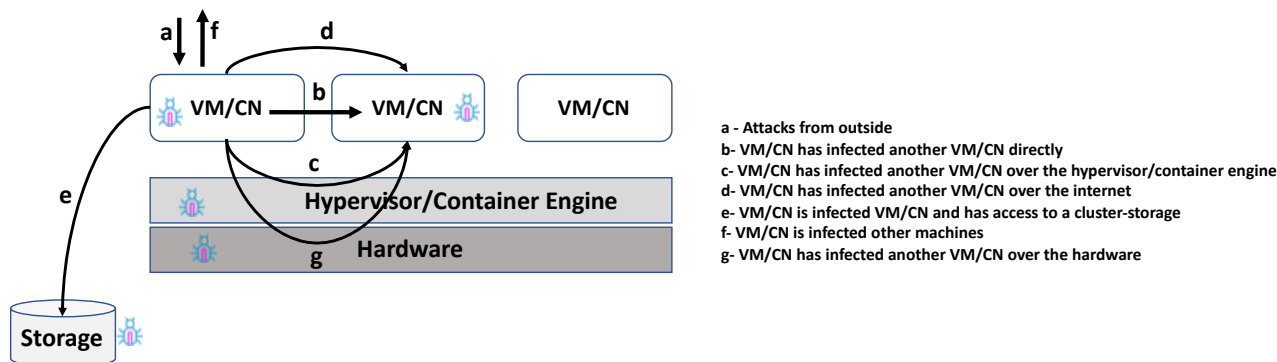 a
f
d
VM/CN
b
VM/CN
VM/CN
c
e
Hypervisor/Container Engine
Hardware
g
Storage
a - Attacks from outside
b- VM/CN has infected another VM/CN directly
c- VM/CN has infected another VM/CN over the hypervisor/container engine
d- VM/CN has infected another VM/CN over the internet
e- VM/CN is infected VM/CN and has access to a cluster-storage
f- VM/CN is infected other machines
g- VM/CN has infected another VM/CN over the hardware